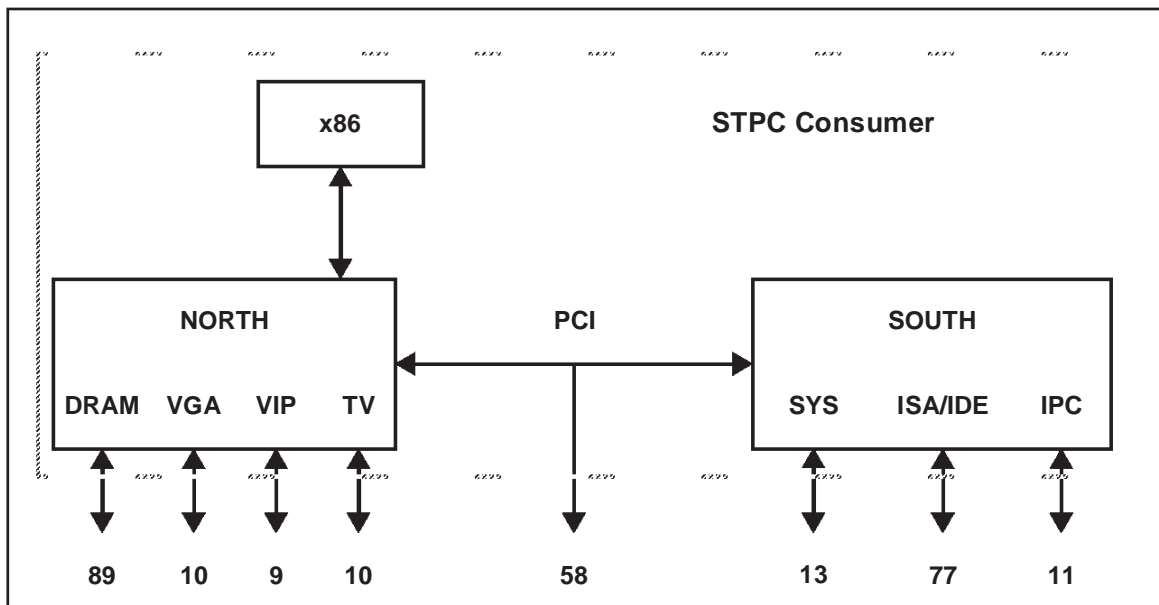 x86
STPC Consumer
NORTH
PCI
SOUTH
DRAM VGA VIP TV
SYS ISA/IDE IPC
89 10 9 10 58 13 77 11